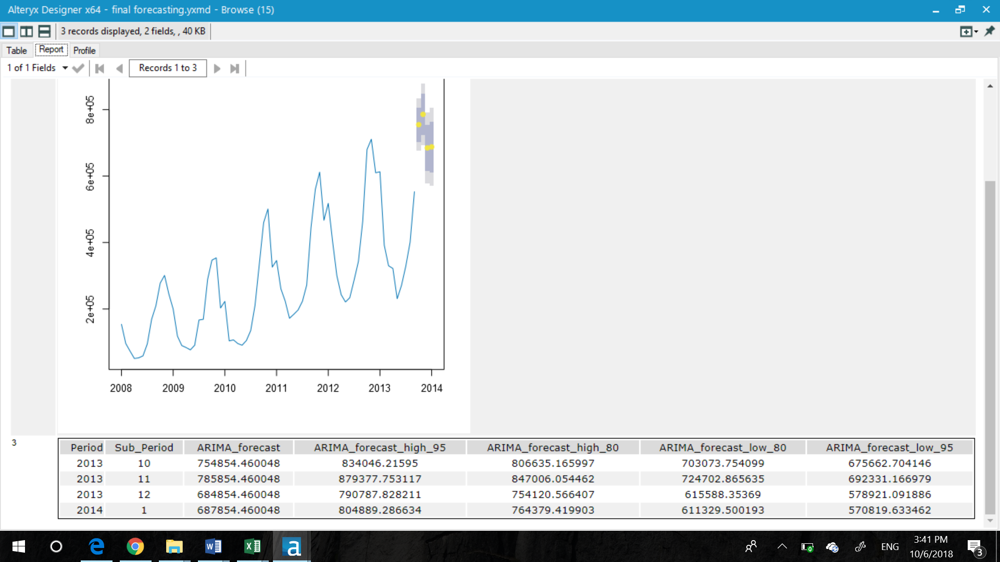 Alteryx Designer x64 - final forecasting.yxmd - Browse (15)
3 records displayed, 2 fields, , 40 KB
Table Report Profile
1 of 1 Fields Records 1 to 3
8e+05
6e+05
4e+05
2e+05
2008 2009 2010 2011 2012 2013 2014
3
Period Sub_Period ARIMA_forecast ARIMA_forecast_high_95 ARIMA_forecast_high_80 ARIMA_forecast_low_80 ARIMA_forecast_low_95
2013 10 754854.460048 834046.21595 806635.165997 703073.754099 675662.704146
2013 11 785854.460048 879377.753117 847006.054462 724702.865635 692331.166979
2013 12 684854.460048 790787.828211 754120.566407 615588.35369 578921.091886
2014 1 687854.460048 804889.286634 764379.419903 611329.500193 570819.633462
ENG
3:41 PM
10/6/2018
3